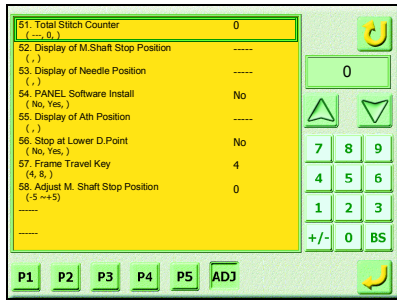 51. Total Stitch Counter 0
( ---, 0, )
52. Display of M.Shaft Stop Position -----
( , )
53. Display of Needle Position -----
( , )
54. PANEL Software Install No
( No, Yes, )
55. Display of Ath Position -----
( , )
56. Stop at Lower D.Point No
( No, Yes, )
57. Frame Travel Key 4
(4, 8, )
58. Adjust M. Shaft Stop Position 0
(-5 ~+5)
------
------
0
7 8 9
4 5 6
1 2 3
+/- 0 BS
P1 P2 P3 P4 P5 ADJ